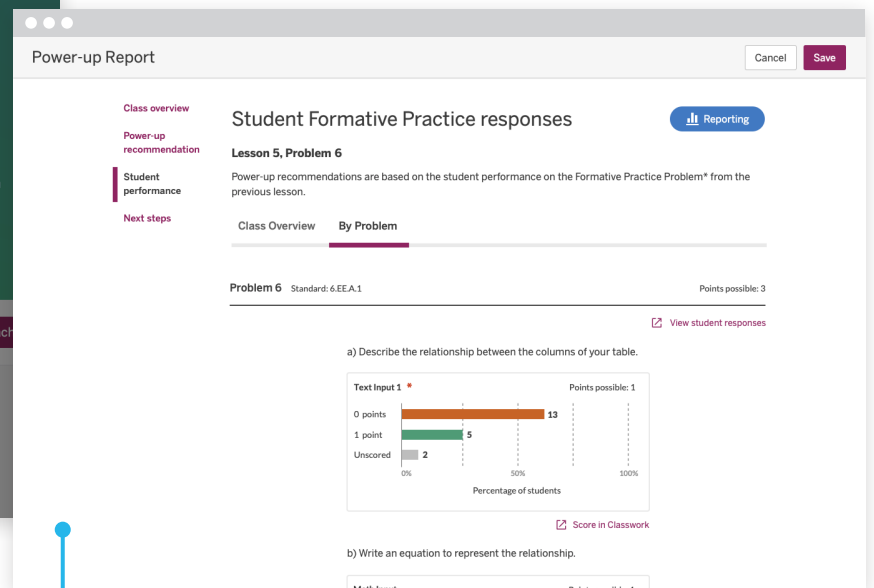 Power-up Report
Cancel
Save
Class overview
Power-up
recommendation
Student
performance
Next steps
Student Formative Practice responses
Reporting
Lesson 5, Problem 6
Power-up recommendations are based on the student performance on the Formative Practice Problem* from the
previous lesson.
Class Overview By Problem
Problem 6 Standard: 6.EE.A.1 Points possible: 3
View student responses
a) Describe the relationship between the columns of your table.
Text Input 1 * Points possible: 1
0 points 13
1 point 5
Unscored 2
0% 50% 100%
Percentage of students
Score in Classwork
b) Write an equation to represent the relationship.